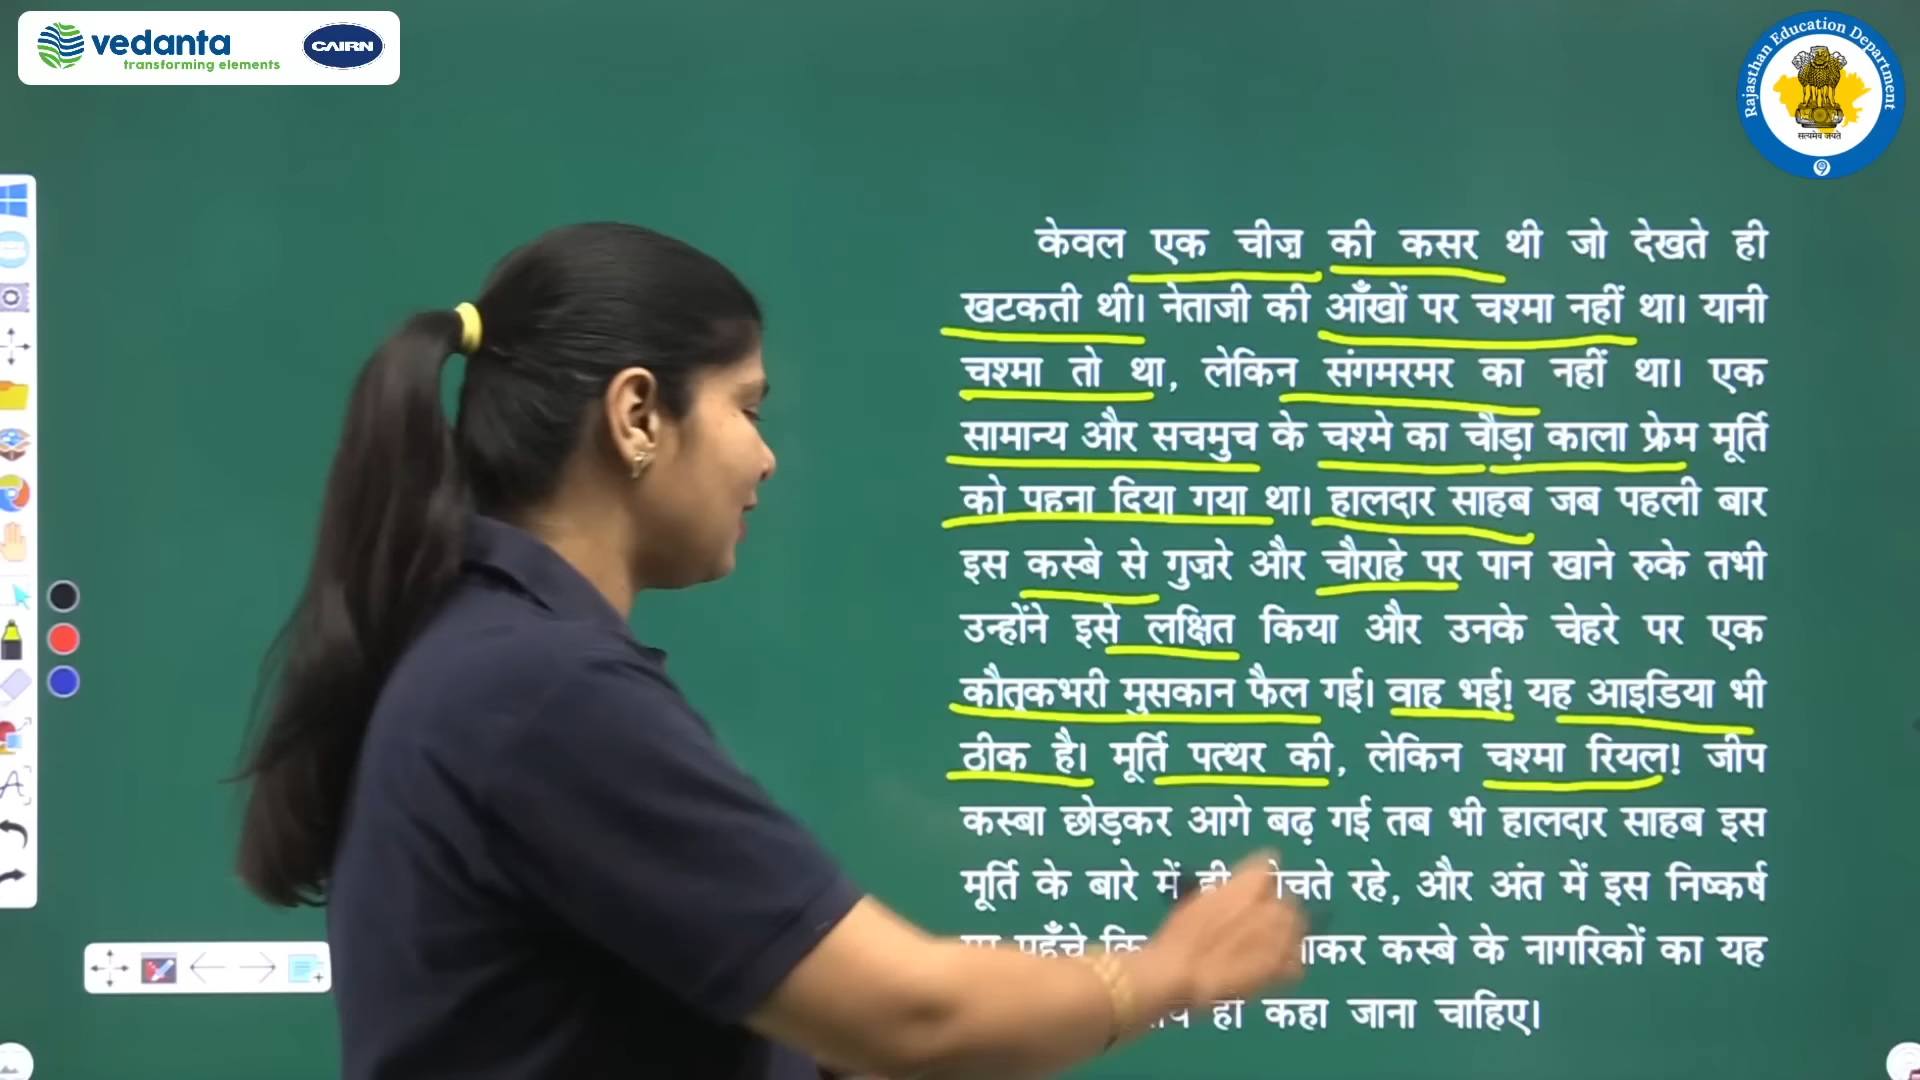 vedanta
transforming elements
CAIRN
Rajasthan Education Department
सत्यमेव जयते
केवल एक चीज़ की कसर थी जो देखते ही
खटकती थी। नेताजी की आँखों पर चश्मा नहीं था। यानी
चश्मा तो था, लेकिन संगमरमर का नहीं था। एक
सामान्य और सचमुच के चश्मे का चौड़ा काला फ्रेम मूर्ति
को पहना दिया गया था। हालदार साहब जब पहली बार
इस कस्बे से गुज़रे और चौराहे पर पान खाने रुके तभी
उन्होंने इसे लक्षित किया और उनके चेहरे पर एक
कौतुकभरी मुसकान फैल गई। वाह भई! यह आइडिया भी
ठीक है। मूर्ति पत्थर की, लेकिन चश्मा रियल! जीप
कस्बा छोड़कर आगे बढ़ गई तब भी हालदार साहब इस
मूर्ति के बारे में ही रहे, और अंत में इस निष्कर्ष
पहुँचे कस्बे के नागरिकों का यह
ही कहा जाना चाहिए।